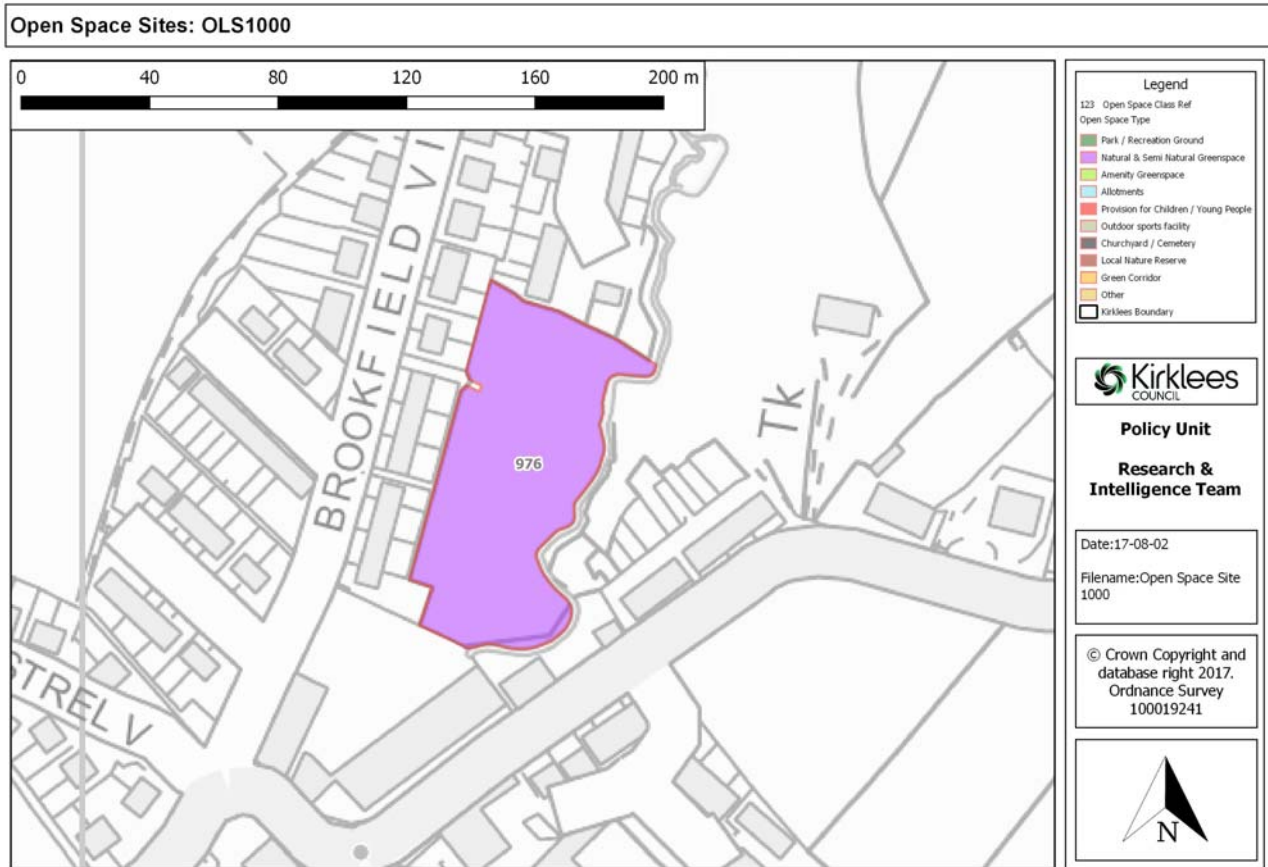 Open Space Sites: OLS1000
0 40 80 120 160 200 m
BROOKFIELD VI
976
Tk
STREL V
Legend
123 Open Space Class Ref
Open Space Type
Park / Recreation Ground
Natural & Semi Natural Greenspace
Amenity Greenspace
Allotments
Provision for Children / Young People
Outdoor sports facility
Churchyard / Cemetery
Local Nature Reserve
Green Corridor
Other
Kirklees Boundary
Kirklees
COUNCIL
Policy Unit
Research &
Intelligence Team
Date:17-08-02
Filename:Open Space Site
1000
© Crown Copyright and
database right 2017.
Ordnance Survey
100019241
N